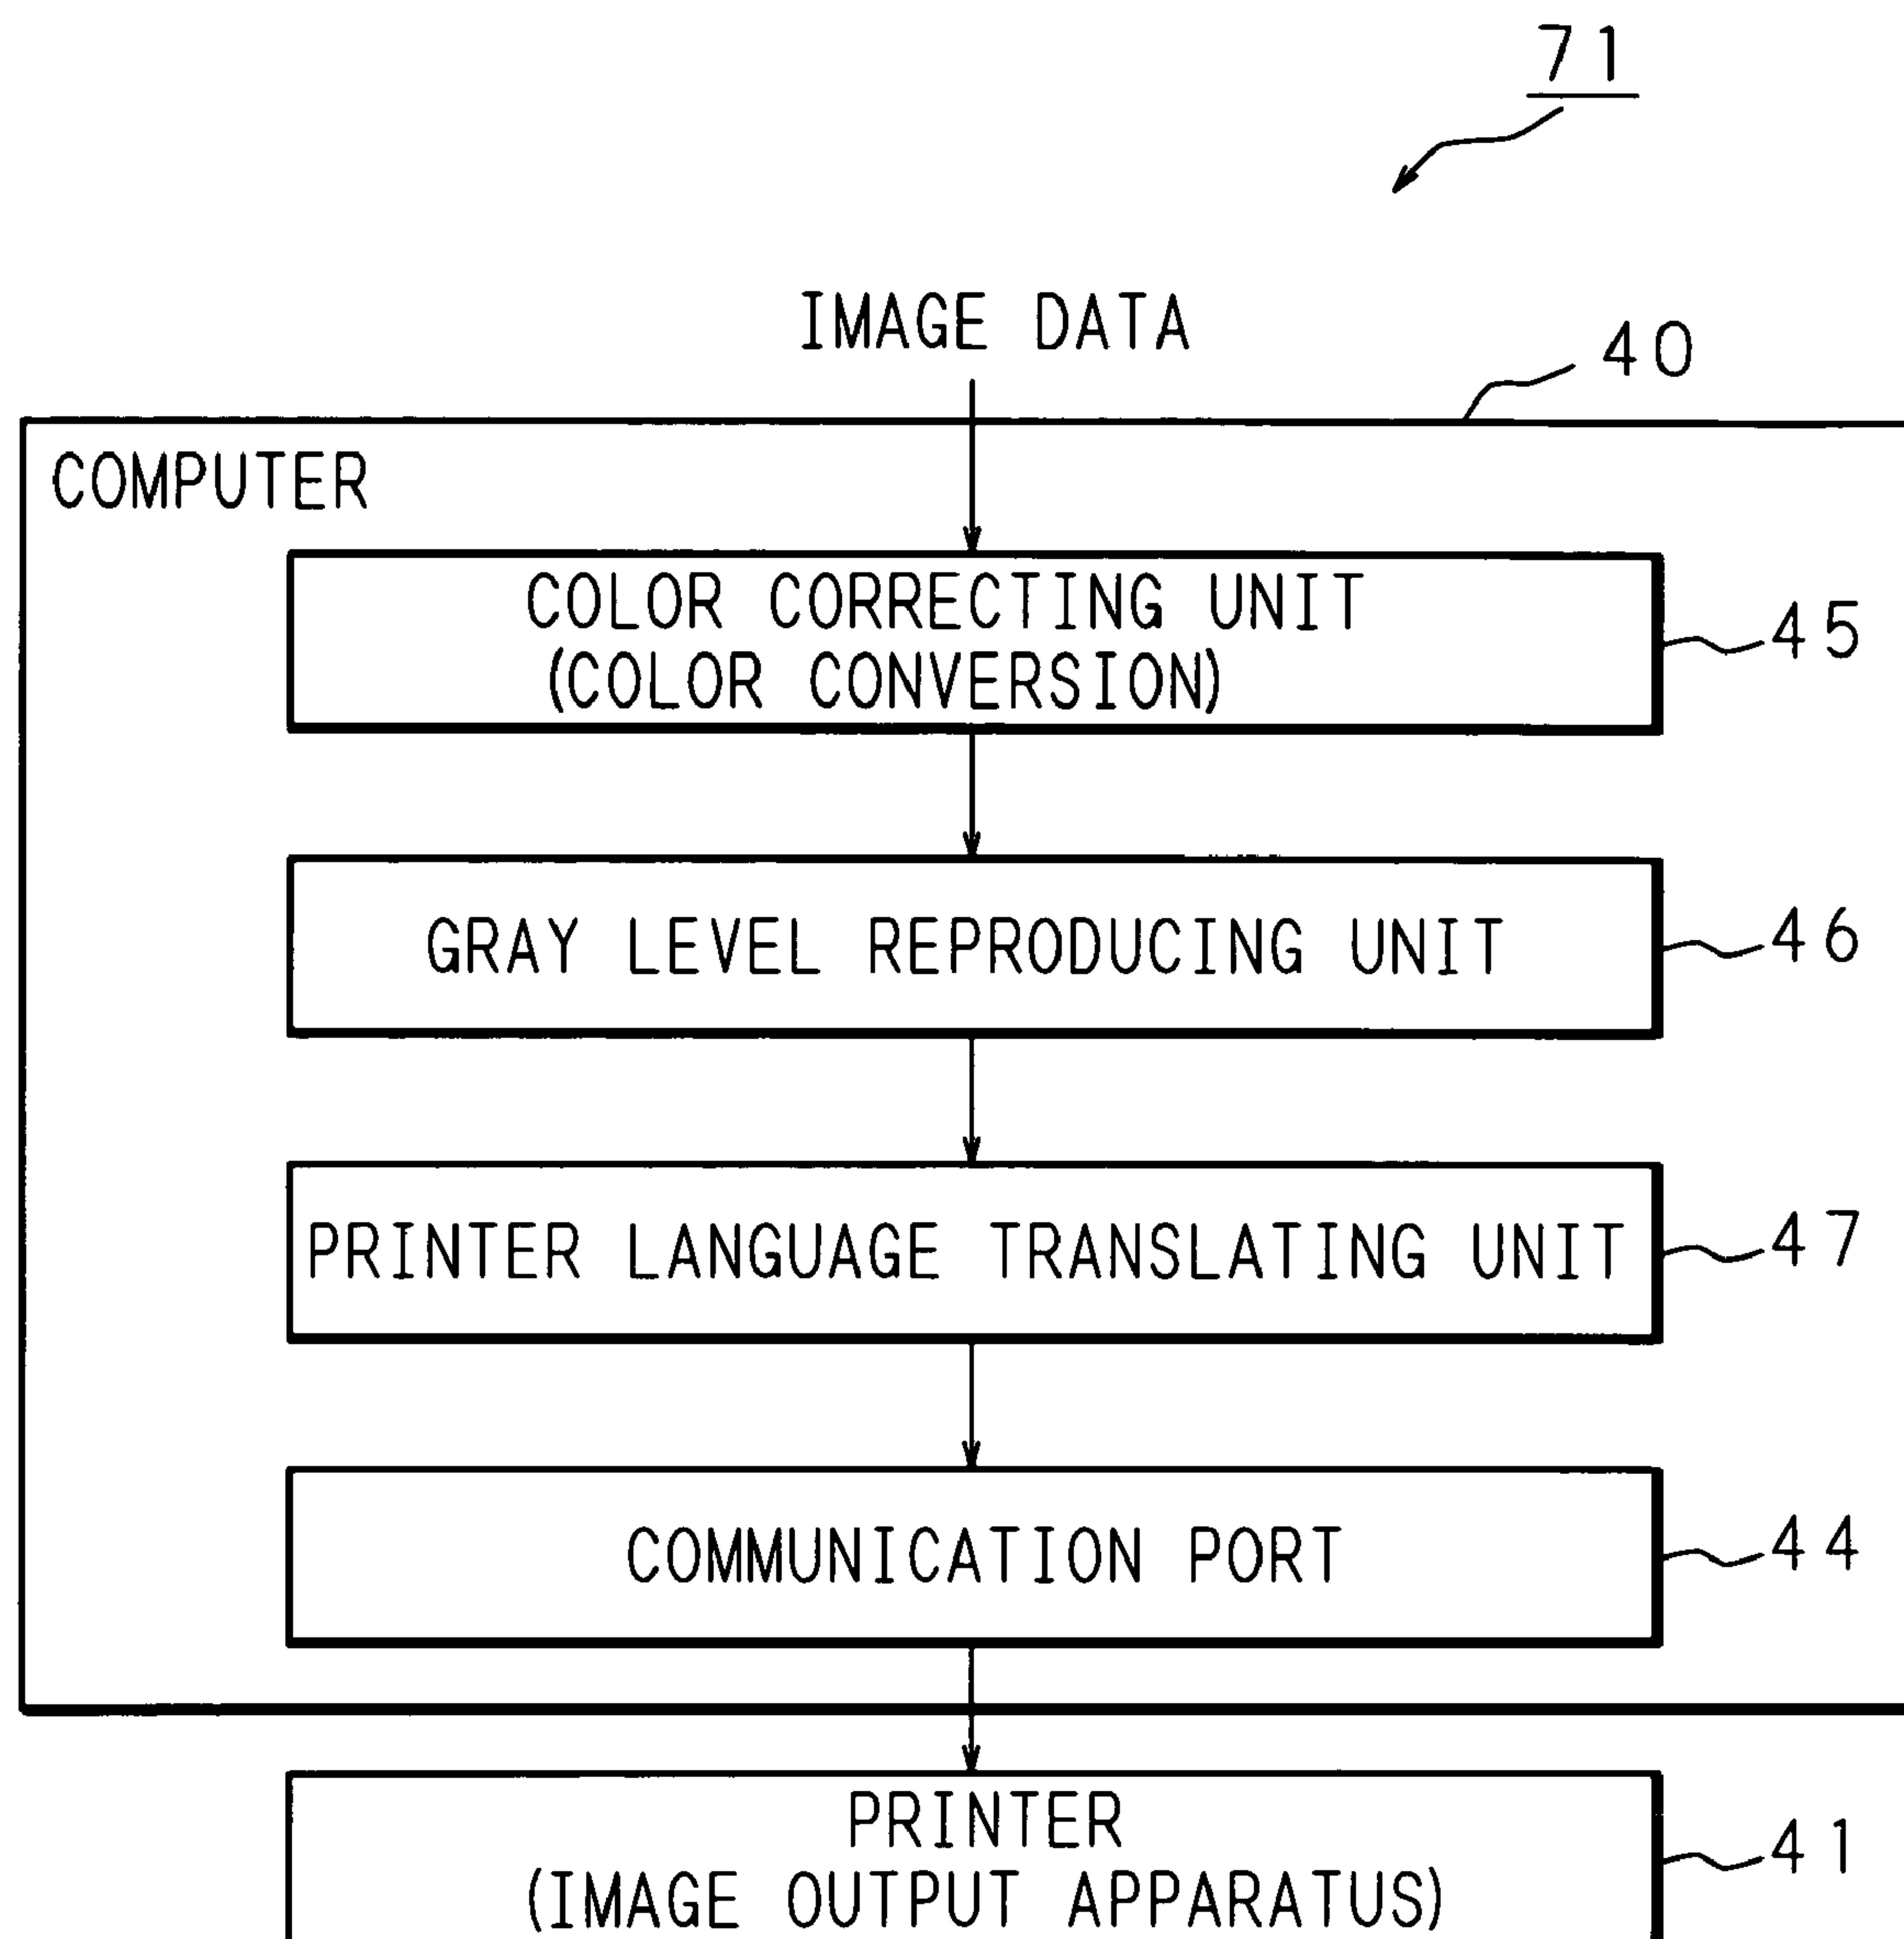 71
IMAGE DATA
40
COMPUTER
COLOR CORRECTING UNIT
(COLOR CONVERSION)
45
GRAY LEVEL REPRODUCING UNIT
46
PRINTER LANGUAGE TRANSLATING UNIT
47
COMMUNICATION PORT
44
PRINTER
(IMAGE OUTPUT APPARATUS)
41